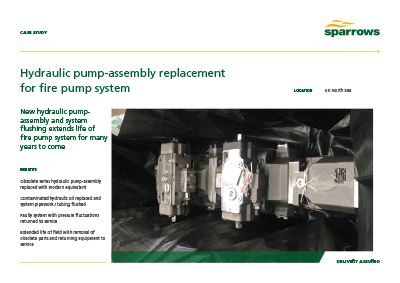 CASE STUDY
sparrows
Hydraulic pump-assembly replacement
for fire pump system
LOCATION UK North Sea
New hydraulic pump-
assembly and system
flushing extends life of
fire pump system for many
years to come
BENEFITS
Obsolete series hydraulic pump-assembly
replaced with modern equivalent
Contaminated hydraulic oil replaced and
system pipework / tubing flushed
Faulty system with pressure fluctuations
returned to service
Extended life of field with removal of
obsolete parts and returning equipment to
service
DELIVERY ASSURED